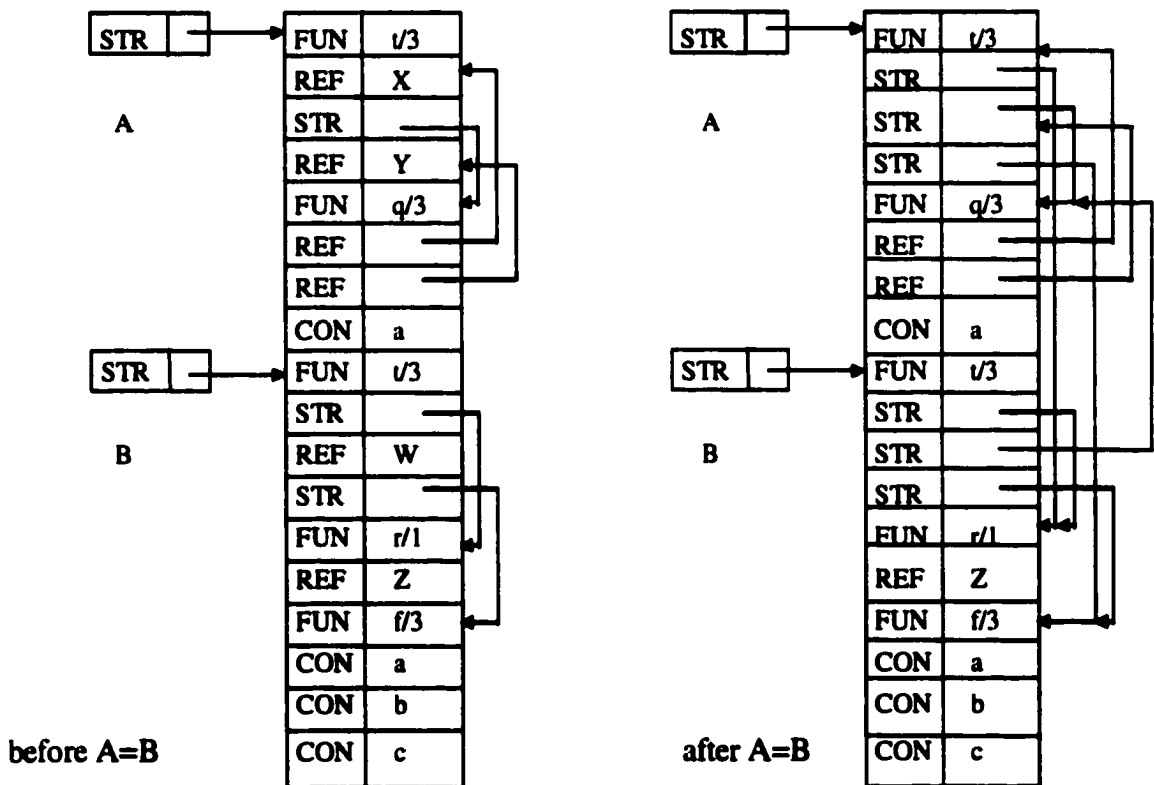 STR
FUN t/3
REF X
A
STR
REF Y
FUN q/3
REF
REF
CON a
STR
FUN t/3
STR
B
REF W
STR
FUN r/1
REF Z
FUN f/3
CON a
CON b
CON c
before A=B
STR
FUN t/3
STR
A
STR
STR
FUN q/3
REF
REF
CON a
STR
FUN t/3
STR
B
STR
STR
FUN r/1
REF Z
FUN f/3
CON a
CON b
CON c
after A=B